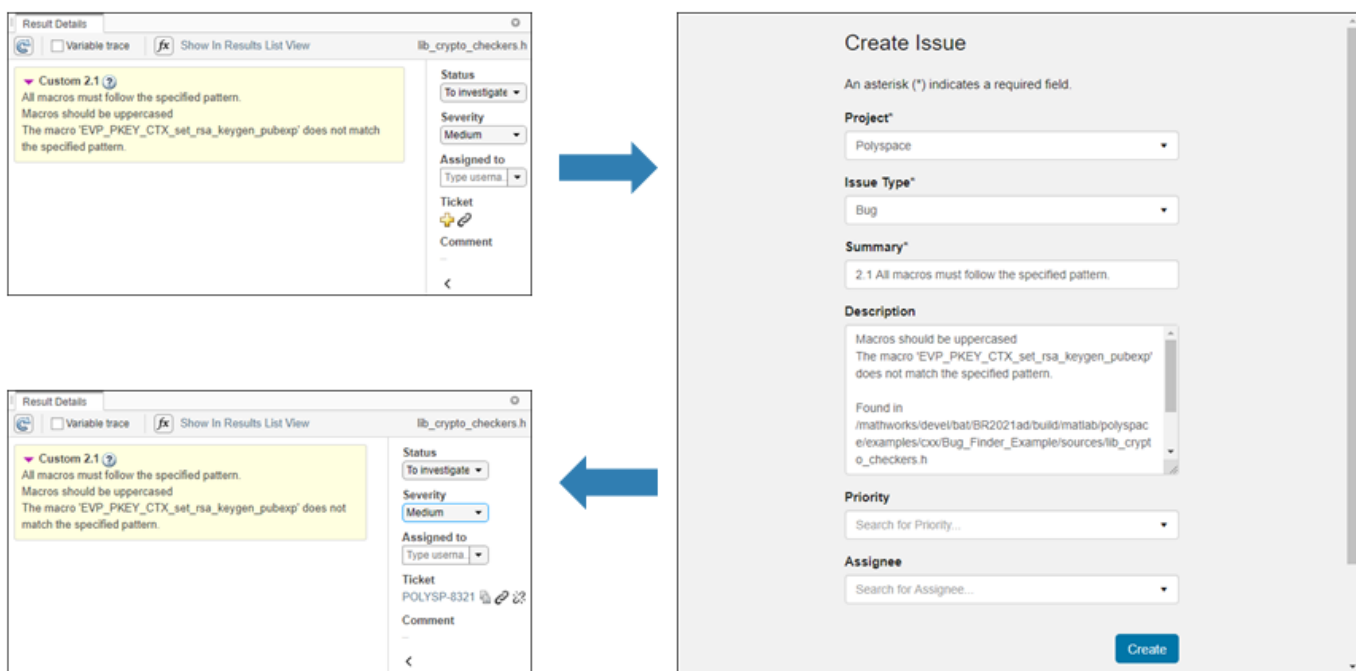 Result Details
Variable trace
fx Show In Results List View
lib_crypto_checkers.h
Custom 2.1 ?
All macros must follow the specified pattern.
Macros should be uppercased
The macro 'EVP_PKEY_CTX_set_rsa_keygen_pubexp' does not match
the specified pattern.
Status
To investigate
Severity
Medium
Assigned to
Type userna.
Ticket
Comment
Create Issue
An asterisk (*) indicates a required field.
Project*
Polyspace
Issue Type*
Bug
Summary*
2.1 All macros must follow the specified pattern.
Description
Macros should be uppercased
The macro 'EVP_PKEY_CTX_set_rsa_keygen_pubexp'
does not match the specified pattern.
Found in
/mathworks/devel/bat/BR2021ad/build/matlab/polyspac
e/examples/cxx/Bug_Finder_Example/sources/lib_crypt
o_checkers.h
Priority
Search for Priority...
Assignee
Search for Assignee...
Create
Result Details
Variable trace
fx Show In Results List View
lib_crypto_checkers.h
Custom 2.1 ?
All macros must follow the specified pattern.
Macros should be uppercased
The macro 'EVP_PKEY_CTX_set_rsa_keygen_pubexp' does not
match the specified pattern.
Status
To investigate
Severity
Medium
Assigned to
Type userna.
Ticket
POLYSP-8321
Comment